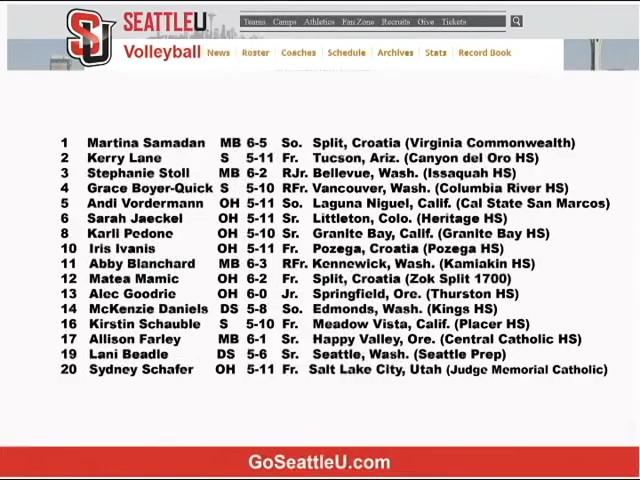 SU SEATTLEU
Teams Camps Athletics Fan Zone Recruits Give Tickets
Volleyball News Roster Coaches Schedule Archives Stats Record Book
1 Martina Samadan MB 6-5 So. Split, Croatia (Virginia Commonwealth)
2 Kerry Lane S 5-11 Fr. Tucson, Ariz. (Canyon del Oro HS)
3 Stephanie Stoll MB 6-2 RJr. Bellevue, Wash. (Issaquah HS)
4 Grace Boyer-Quick S 5-10 RFr. Vancouver, Wash. (Columbia River HS)
5 Andi Vordermann OH 5-11 So. Laguna Niguel, Calif. (Cal State San Marcos)
6 Sarah Jaeckel OH 5-11 Sr. Littleton, Colo. (Heritage HS)
8 Karli Pedone OH 5-10 Sr. Granite Bay, Calif. (Granite Bay HS)
10 Iris Ivanis OH 5-11 Fr. Pozega, Croatia (Pozega HS)
11 Abby Blanchard MB 6-3 RFr. Kennewick, Wash. (Kamiakin HS)
12 Matea Mamic OH 6-2 Fr. Split, Croatia (Zok Split 1700)
13 Alec Goodrie OH 6-0 Jr. Springfield, Ore. (Thurston HS)
14 McKenzie Daniels DS 5-8 So. Edmonds, Wash. (Kings HS)
16 Kirstin Schauble S 5-10 Fr. Meadow Vista, Calif. (Placer HS)
17 Allison Farley MB 6-1 Sr. Happy Valley, Ore. (Central Catholic HS)
19 Lani Beadle DS 5-6 Sr. Seattle, Wash. (Seattle Prep)
20 Sydney Schafer OH 5-11 Fr. Salt Lake City, Utah (Judge Memorial Catholic)
GoSeattleU.com